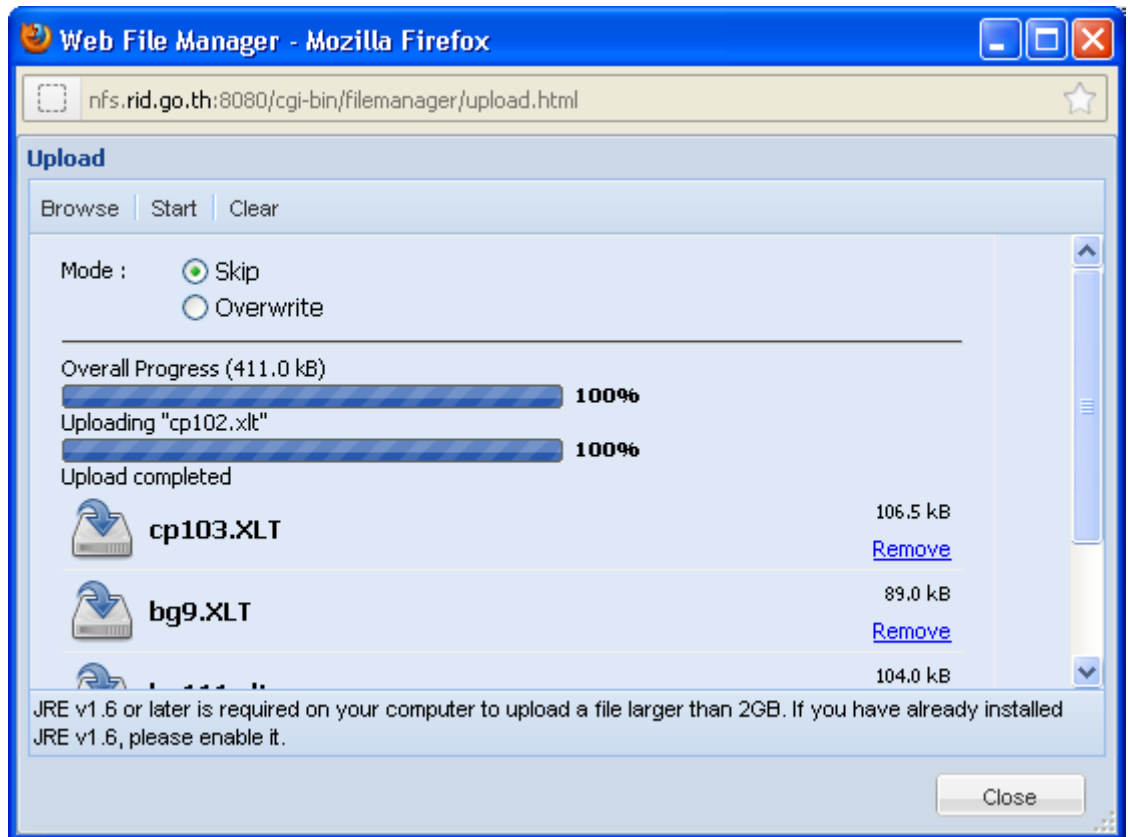 Web File Manager - Mozilla Firefox
nfs.rid.go.th:8080/cgi-bin/filemanager/upload.html
Upload
Browse Start Clear
Mode : Skip
Overwrite
Overall Progress (411.0 kB)
100%
Uploading "cp102.xlt"
100%
Upload completed
cp103.XLT 106.5 kB
Remove
bg9.XLT 89.0 kB
Remove
104.0 kB
JRE v1.6 or later is required on your computer to upload a file larger than 2GB. If you have already installed
JRE v1.6, please enable it.
Close